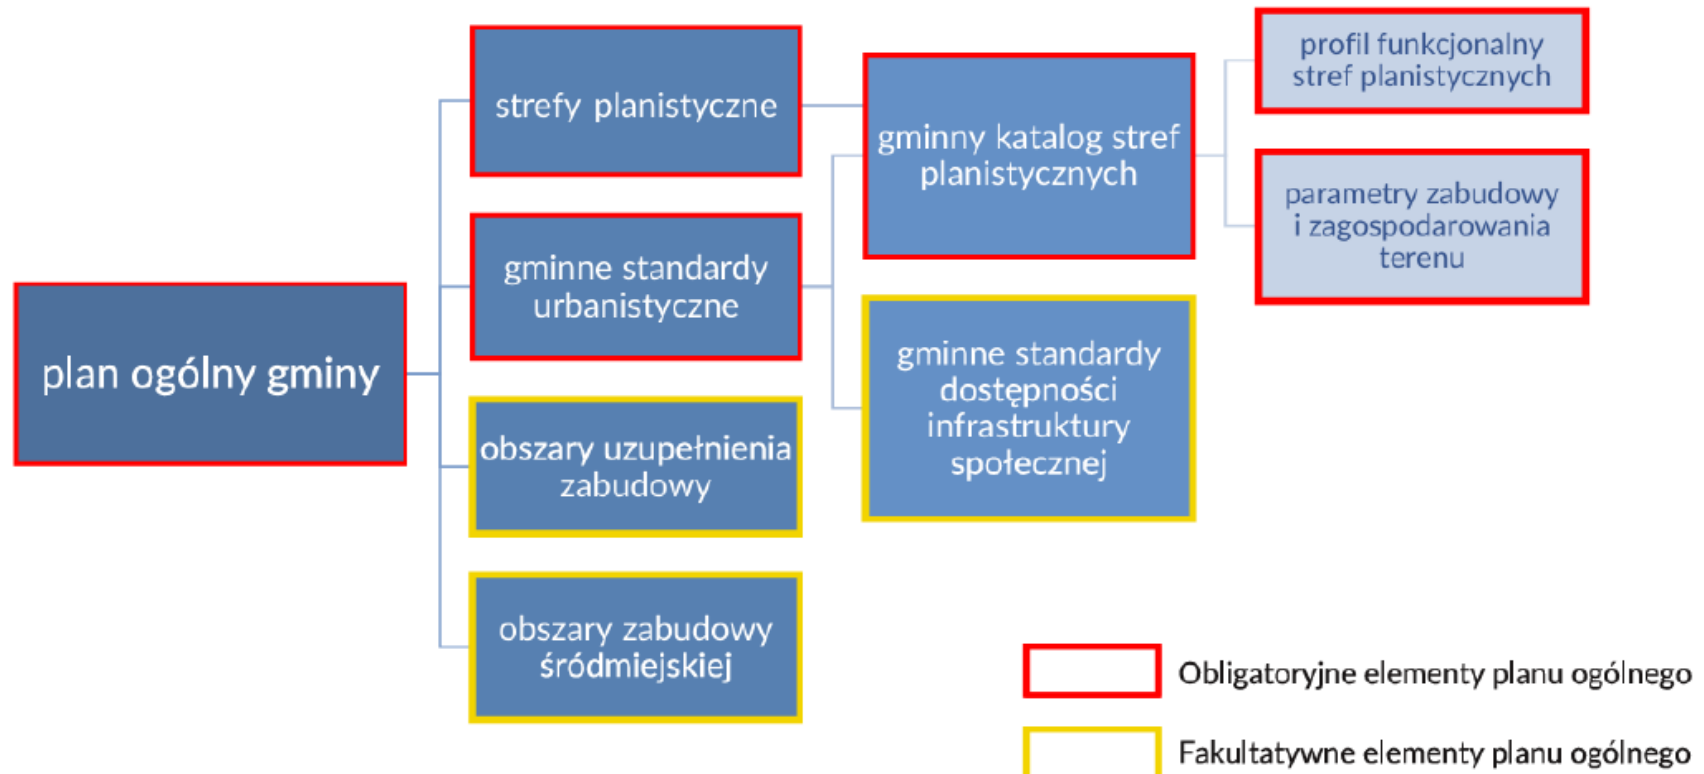 plan ogólny gminy
strefy planistyczne
gminne standardy
urbanistyczne
obszary uzupełnienia
zabudowy
obszary zabudowy
śródmiejskiej
gminny katalog stref
planistycznych
gminne standardy
dostępności
infrastruktury
społecznej
profil funkcjonalny
stref planistycznych
parametry zabudowy
i zagospodarowania
terenu
Obligatoryjne elementy planu ogólnego
Fakultatywne elementy planu ogólnego